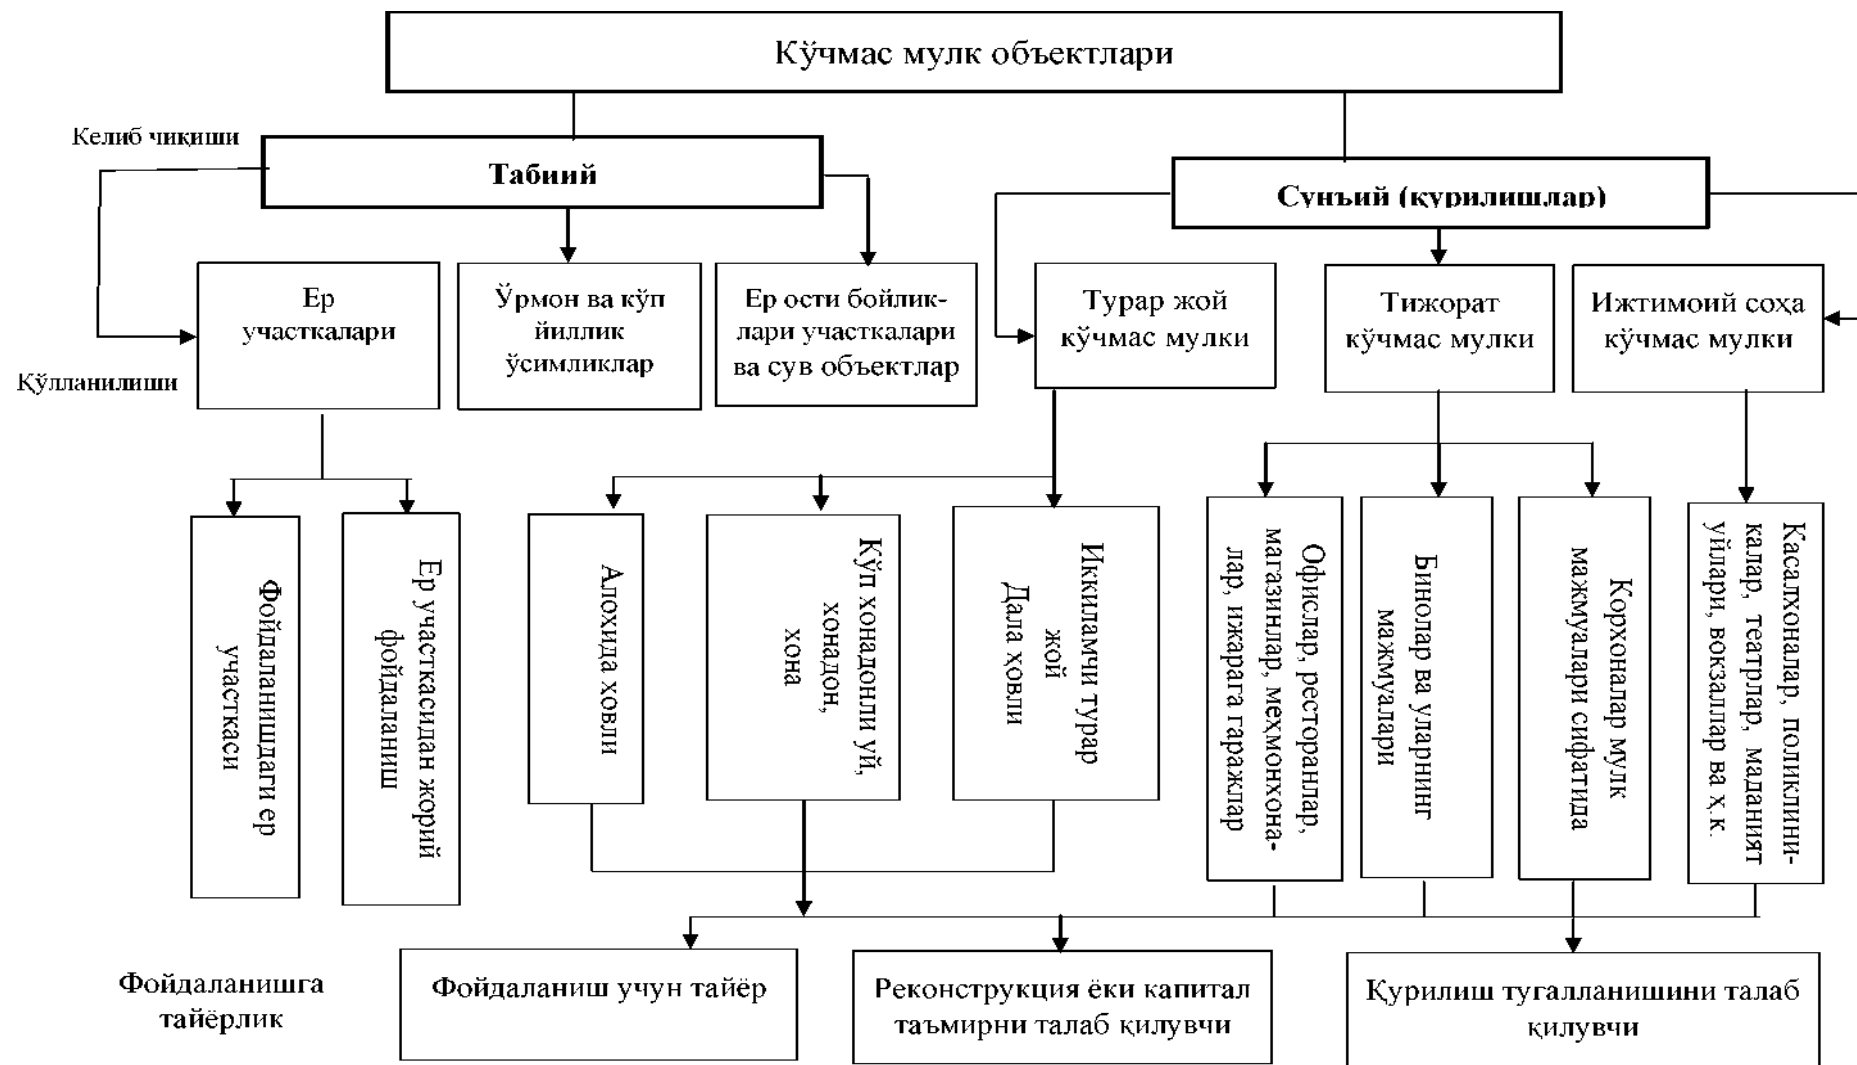 Кўчмас мулк объектлари
Келиб чиқиши
Табиий
Сунъий (қурилишлар)
Ер
участкалари
Ўрмон ва кўп
йиллик
ўсимликлар
Ер ости бойлик-
лари участкалари
ва сув объектлар
Турар жой
кўчмас мулки
Тижорат
кўчмас мулки
Ижтимоий соҳа
кўчмас мулки
Қўлланилиши
Фойдаланишдаги ер
участкаси
Ер участкасидан жорий
фойдаланиш
Алохида ҳовли
Кўп хонадонли уй,
хонадон,
хона
Иккиламчи турар
жой
Дала ҳовли
Офислар, ресторанлар,
магазинлар, меҳмонхона-
лар, ижарага гаражлар
Бинолар ва уларнинг
мажмуалари
Корхоналар мулк
мажмуалари сифатида
Касалхоналар, поликлини-
калар, театрлар, маданият
уйлари, вокзаллар ва ҳ.к.
Фойдаланишга
тайёрлик
Фойдаланиш учун тайёр
Реконструкция ёки капитал
таъмирни талаб қилувчи
Қурилиш тугалланишини талаб
қилувчи